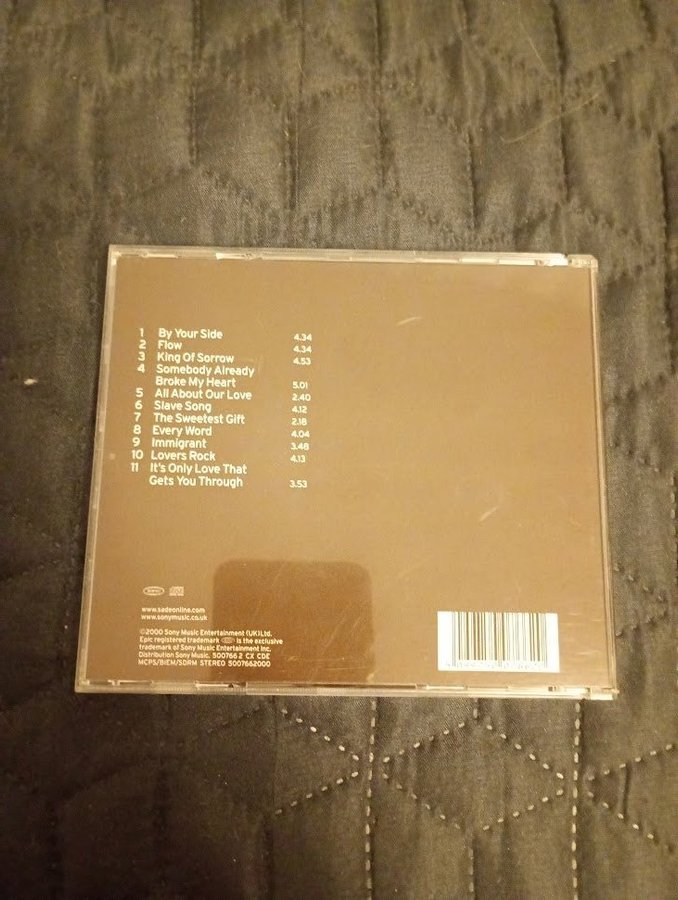 1 By Your Side 4.34
2 Flow 4.34
3 King Of Sorrow 4.53
4 Somebody Already
Broke My Heart 5.01
5 All About Our Love 2.40
6 Slave Song 4.12
7 The Sweetest Gift 2.18
8 Every Word 4.04
9 Immigrant 3.48
10 Lovers Rock 4.13
11 It's Only Love That
Gets You Through 3.53
www.sadeonline.com
www.sonymusic.co.uk
©2000 Sony Music Entertainment (UK)Ltd.
Epic registered trademark is the exclusive
trademark of Sony Music Entertainment Inc.
Distribution Sony Music. 500766 2 CX CDE
MCPS/BIEM/SDRM STEREO 5007662000